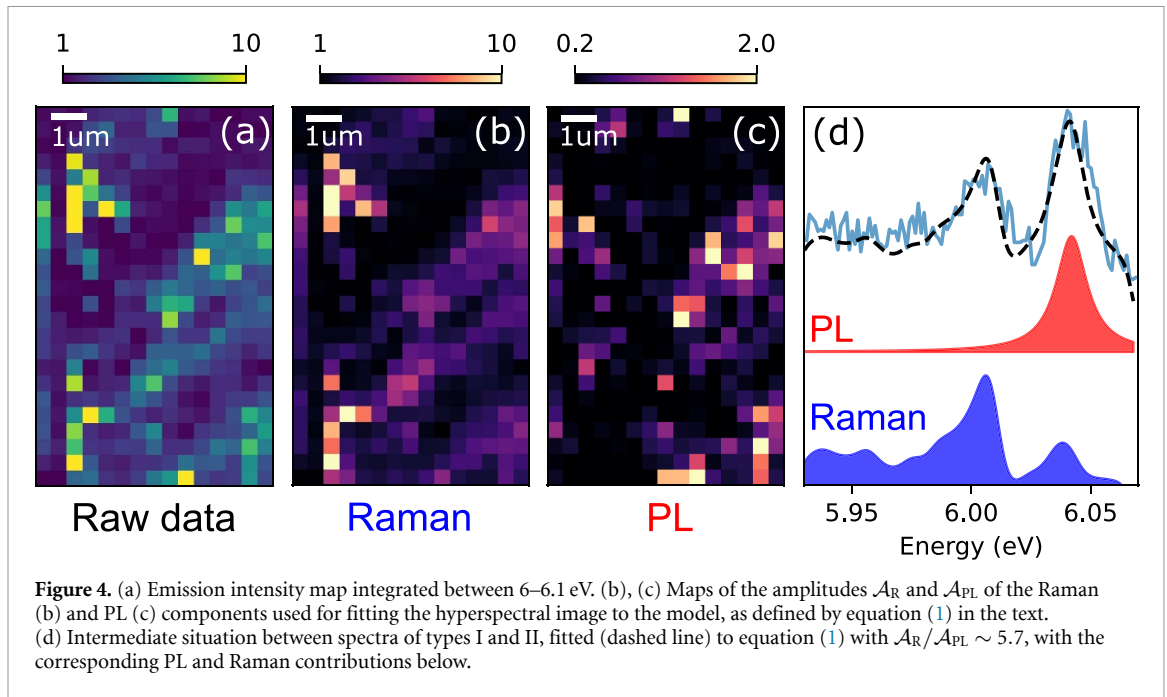 1 10 1 10 0.2 2.0
1um (a) 1um (b) 1um (c) (d)
PL
Raman
5.95 6.00 6.05
Energy (eV)
Raw data Raman PL
Figure 4. (a) Emission intensity map integrated between 6–6.1 eV. (b), (c) Maps of the amplitudes 𝒜R and 𝒜PL of the Raman
(b) and PL (c) components used for fitting the hyperspectral image to the model, as defined by equation (1) in the text.
(d) Intermediate situation between spectra of types I and II, fitted (dashed line) to equation (1) with 𝒜R/𝒜PL ∼ 5.7, with the
corresponding PL and Raman contributions below.